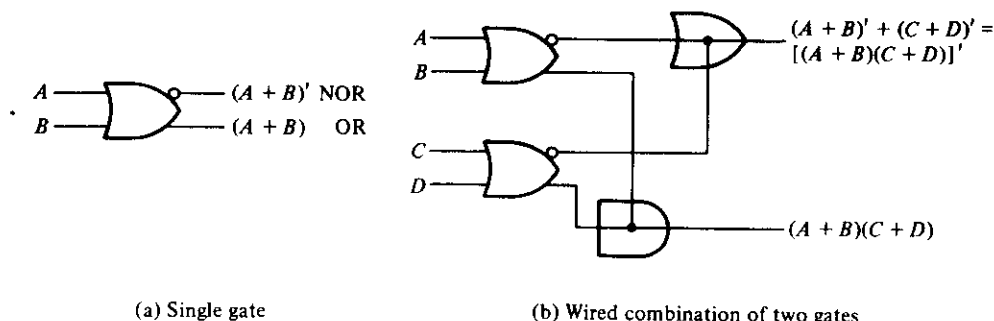 A
B
(A + B)' NOR
(A + B) OR
(a) Single gate
A
B
C
D
(A + B)' + (C + D)' =
[(A + B)(C + D)]'
(A + B)(C + D)
(b) Wired combination of two gates